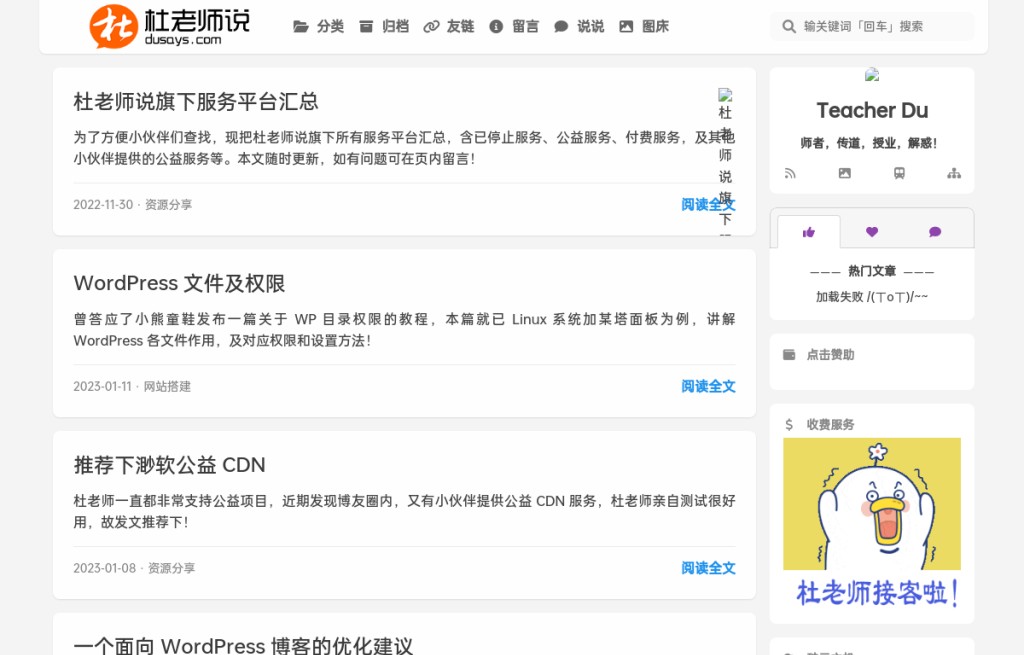 杜老师说
dusays.com
分类
归档
友链
留言
说说
图床
输关键词「回车」搜索
杜老师说旗下服务平台汇总
为了方便小伙伴们查找，现把杜老师说旗下所有服务平台汇总，含已停止服务、公益服务、付费服务，及其他
小伙伴提供的公益服务等。本文随时更新，如有问题可在页内留言！
杜
老
师
说
旗
下
2022-11-30 · 资源分享
阅读全文
WordPress 文件及权限
曾答应了小熊童鞋发布一篇关于 WP 目录权限的教程，本篇就已 Linux 系统加某塔面板为例，讲解
WordPress 各文件作用，及对应权限和设置方法！
2023-01-11 · 网站搭建
阅读全文
推荐下渺软公益 CDN
杜老师一直都非常支持公益项目，近期发现博友圈内，又有小伙伴提供公益 CDN 服务，杜老师亲自测试很好
用，故发文推荐下！
2023-01-08 · 资源分享
阅读全文
一个面向 WordPress 博客的优化建议
Teacher Du
师者，传道，授业，解惑！
——— 热门文章 ———
加载失败 /(ㄒoㄒ)/~~
点击赞助
收费服务
杜老师接客啦！